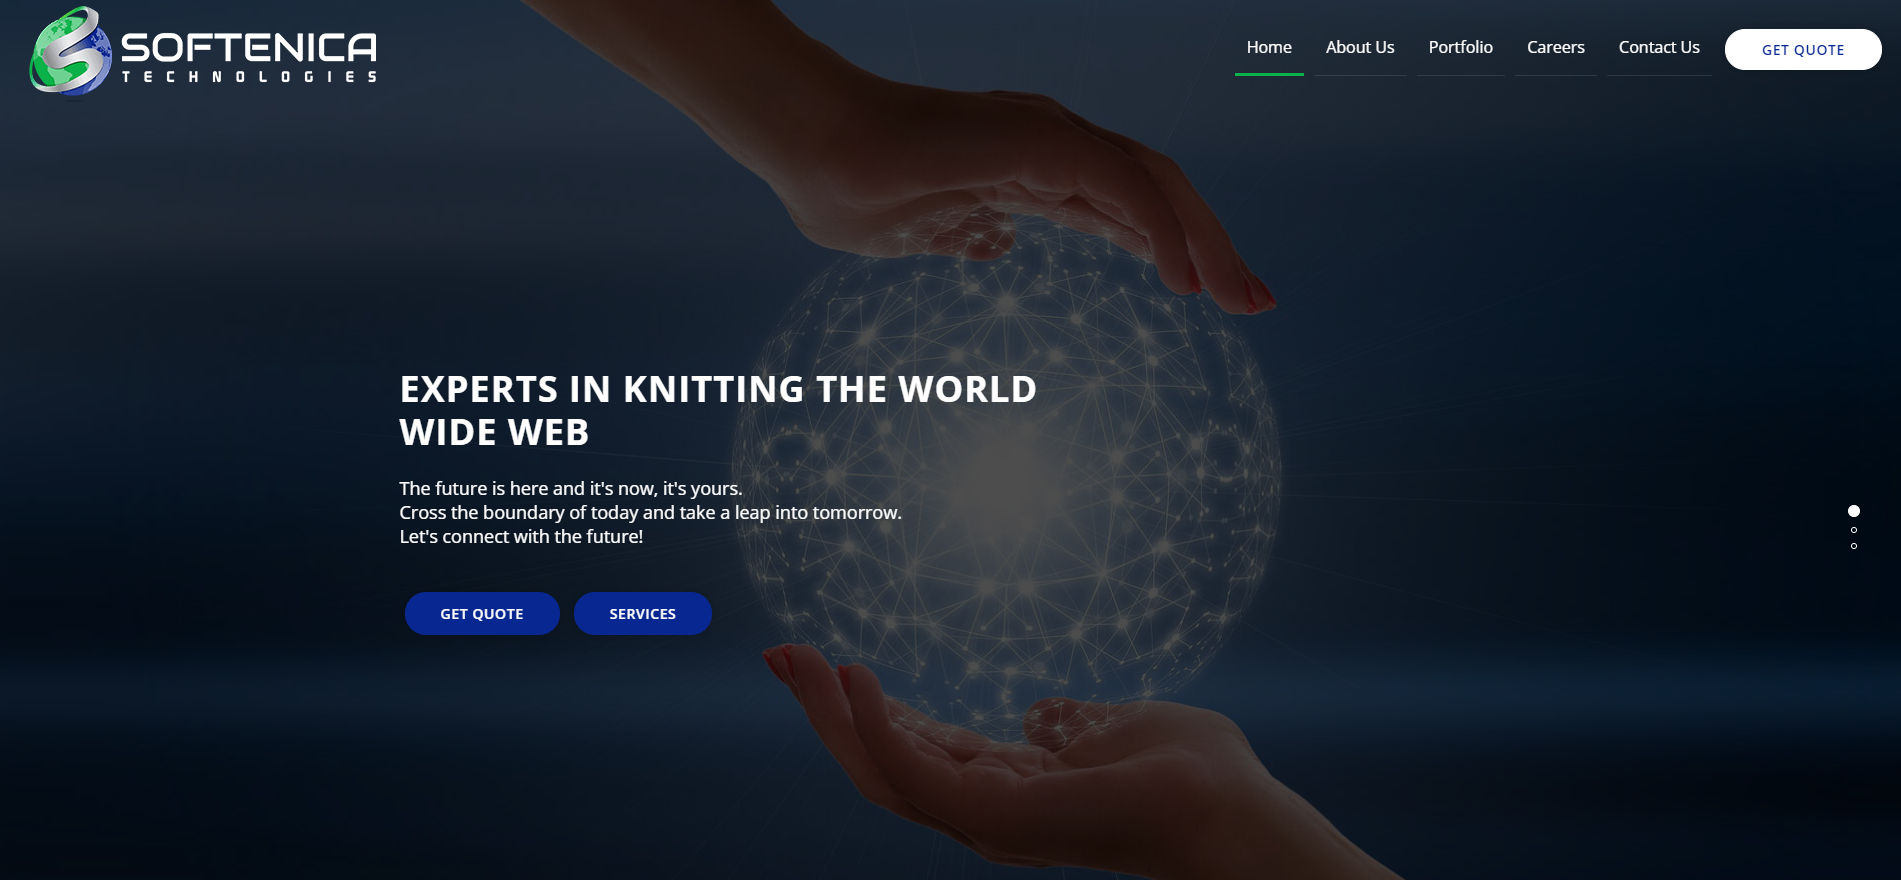 SOFTENICA
TECHNOLOGIES
Home
About Us
Portfolio
Careers
Contact Us
GET QUOTE
EXPERTS IN KNITTING THE WORLD
WIDE WEB
The future is here and it's now, it's yours.
Cross the boundary of today and take a leap into tomorrow.
Let's connect with the future!
GET QUOTE
SERVICES